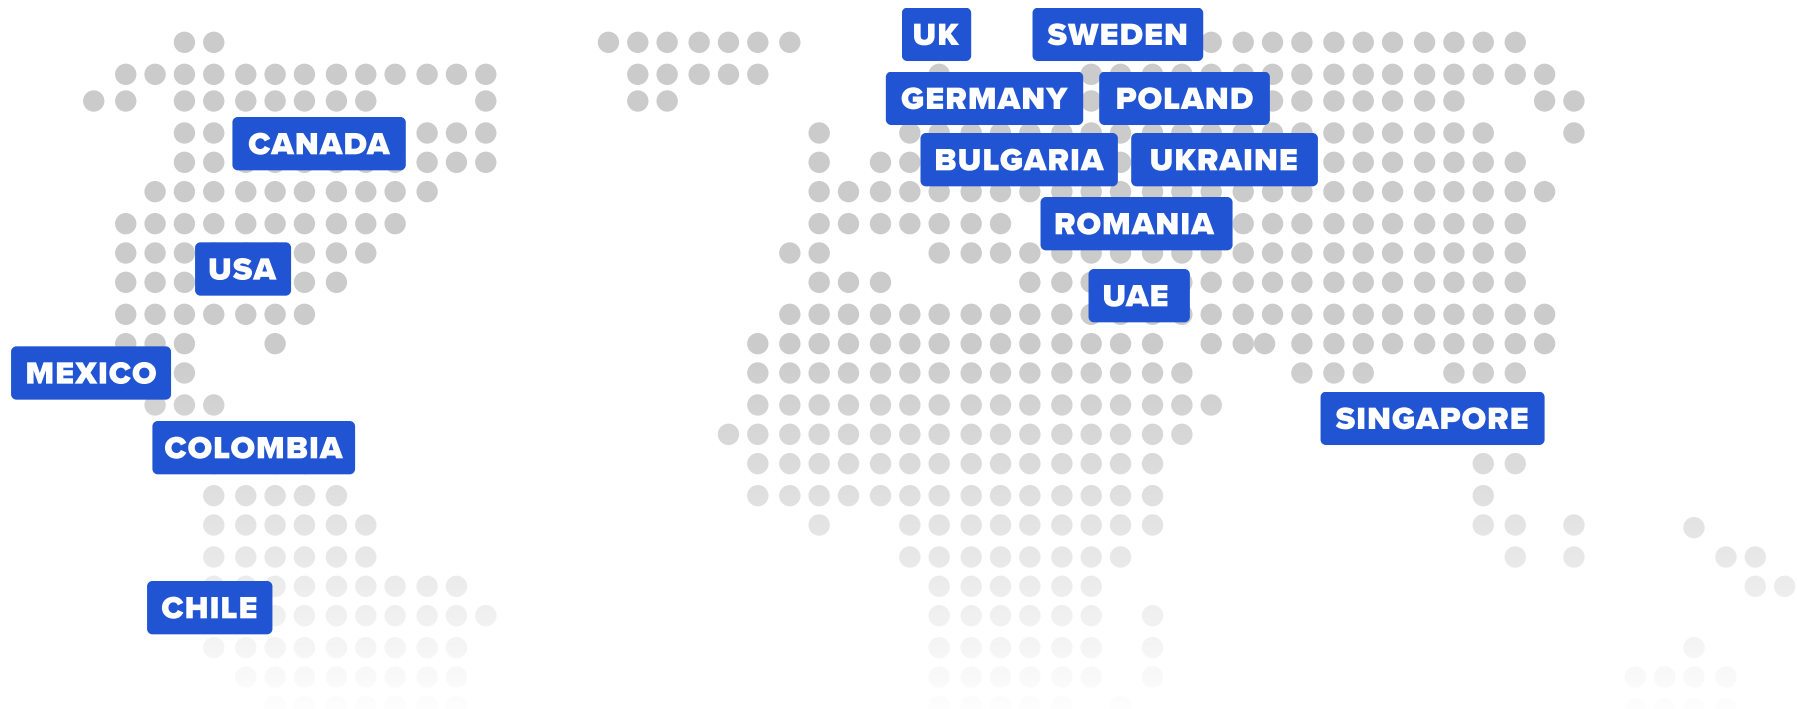 UK
SWEDEN
GERMANY
POLAND
CANADA
BULGARIA
UKRAINE
ROMANIA
USA
UAE
MEXICO
SINGAPORE
COLOMBIA
CHILE